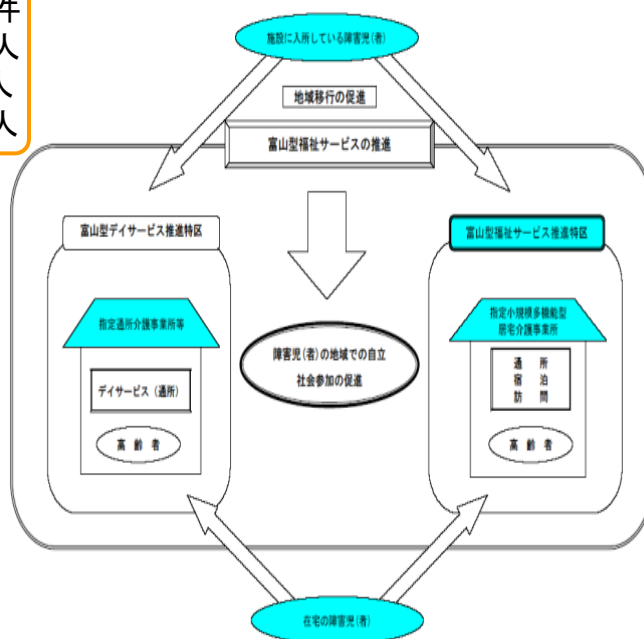 件
人
人
人
施設に入所している障害児(者)
地域移行の促進
富山型福祉サービスの推進
富山型デイサービス推進特区
富山型福祉サービス推進特区
指定通所介護事業所等
デイサービス（通所）
高 齢 者
障害児(者)の地域での自立
社会参加の促進
指定小規模多機能型
居宅介護事業所
通 所
宿 泊
訪 問
高 齢 者
在宅の障害児(者)